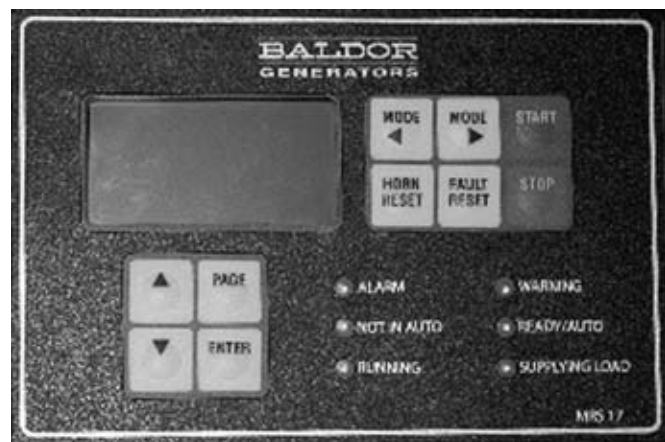 BALDOR
GENERATORS
MODE MODE START
HORN RESET FAULT RESET STOP
PAGE
ENTER
ALARM WARNING
NOT IN AUTO READY/AUTO
RUNNING SUPPLYING LOAD
MRS 17